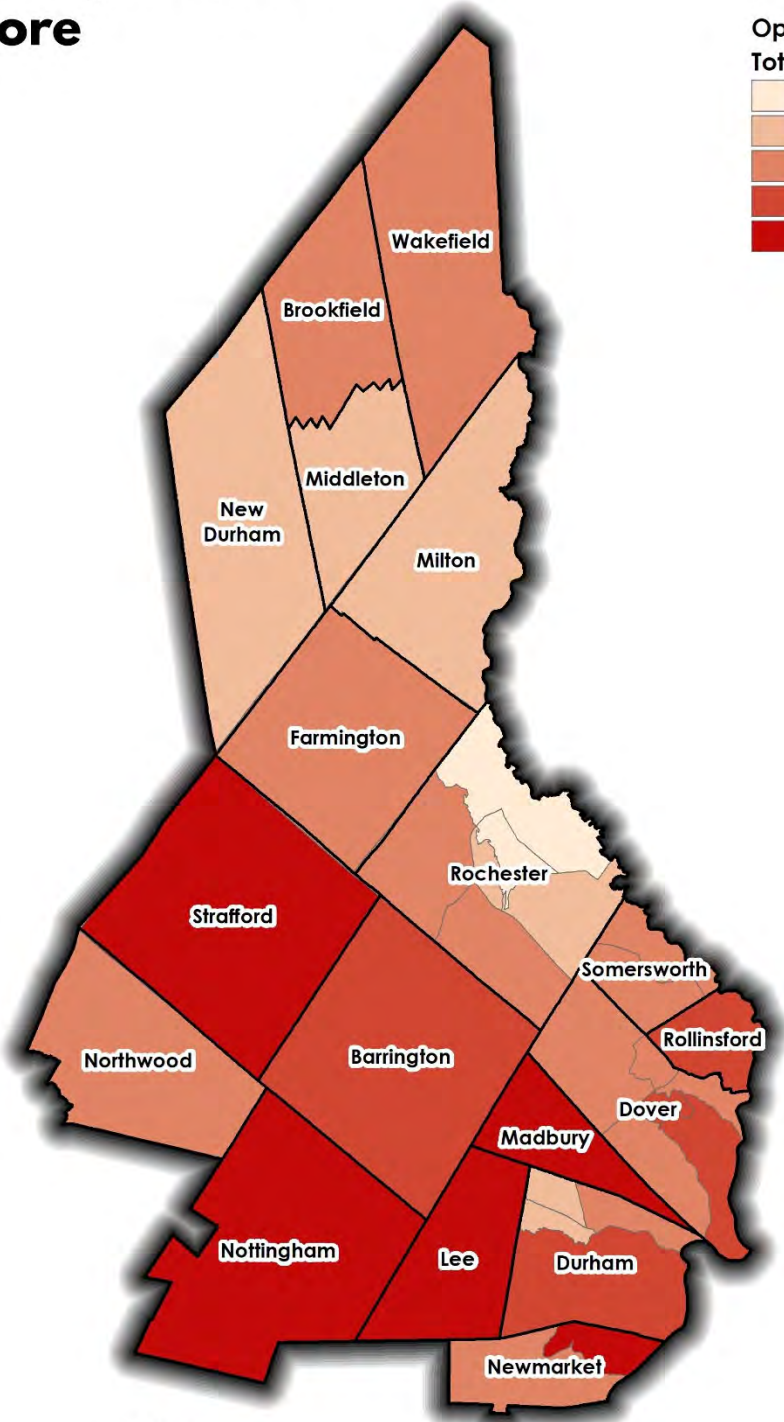 ore
Op
Tot
Wakefield
Brookfield
Middleton
New
Durham
Milton
Farmington
Rochester
Strafford
Somersworth
Rollinsford
Northwood
Barrington
Dover
Madbury
Nottingham
Lee
Durham
Newmarket